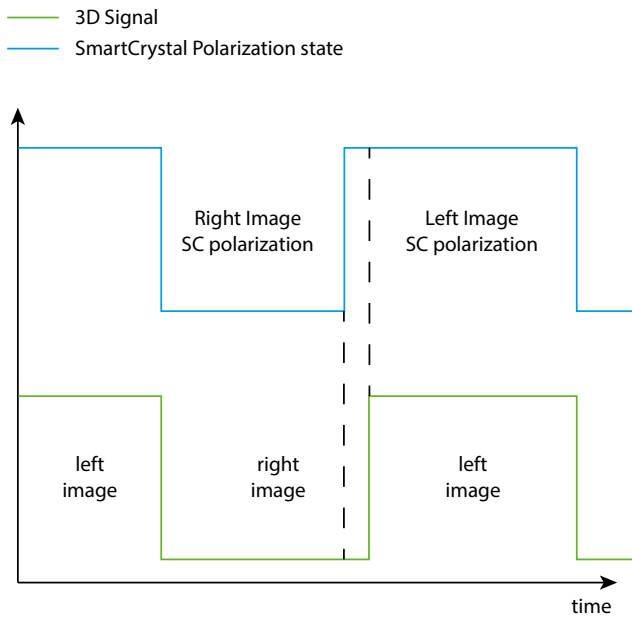 3D Signal
SmartCrystal Polarization state
Right Image
SC polarization
Left Image
SC polarization
left
image
right
image
left
image
time